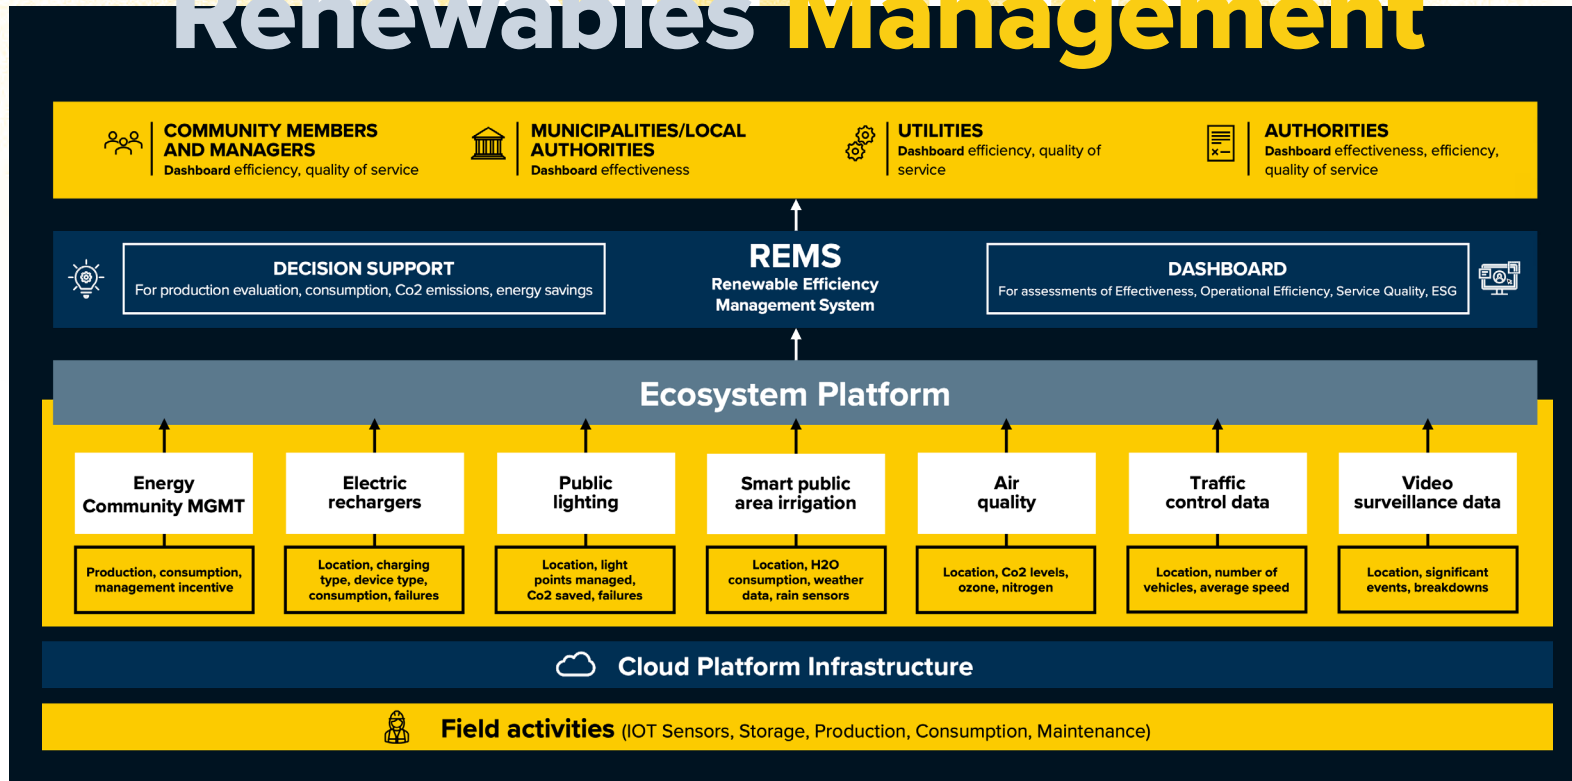 Renewables Management
COMMUNITY MEMBERS
AND MANAGERS
Dashboard efficiency, quality of service
MUNICIPALITIES/LOCAL
AUTHORITIES
Dashboard effectiveness
UTILITIES
Dashboard efficiency, quality of
service
AUTHORITIES
Dashboard effectiveness, efficiency,
quality of service
DECISION SUPPORT
For production evaluation, consumption, Co2 emissions, energy savings
REMS
Renewable Efficiency
Management System
DASHBOARD
For assessments of Effectiveness, Operational Efficiency, Service Quality, ESG
Ecosystem Platform
Energy
Community MGMT
Electric
rechargers
Public
lighting
Smart public
area irrigation
Air
quality
Traffic
control data
Video
surveillance data
Production, consumption,
management incentive
Location, charging
type, device type,
consumption, failures
Location, light
points managed,
Co2 saved, failures
Location, H2O
consumption, weather
data, rain sensors
Location, Co2 levels,
ozone, nitrogen
Location, number of
vehicles, average speed
Location, significant
events, breakdowns
Cloud Platform Infrastructure
Field activities (IOT Sensors, Storage, Production, Consumption, Maintenance)